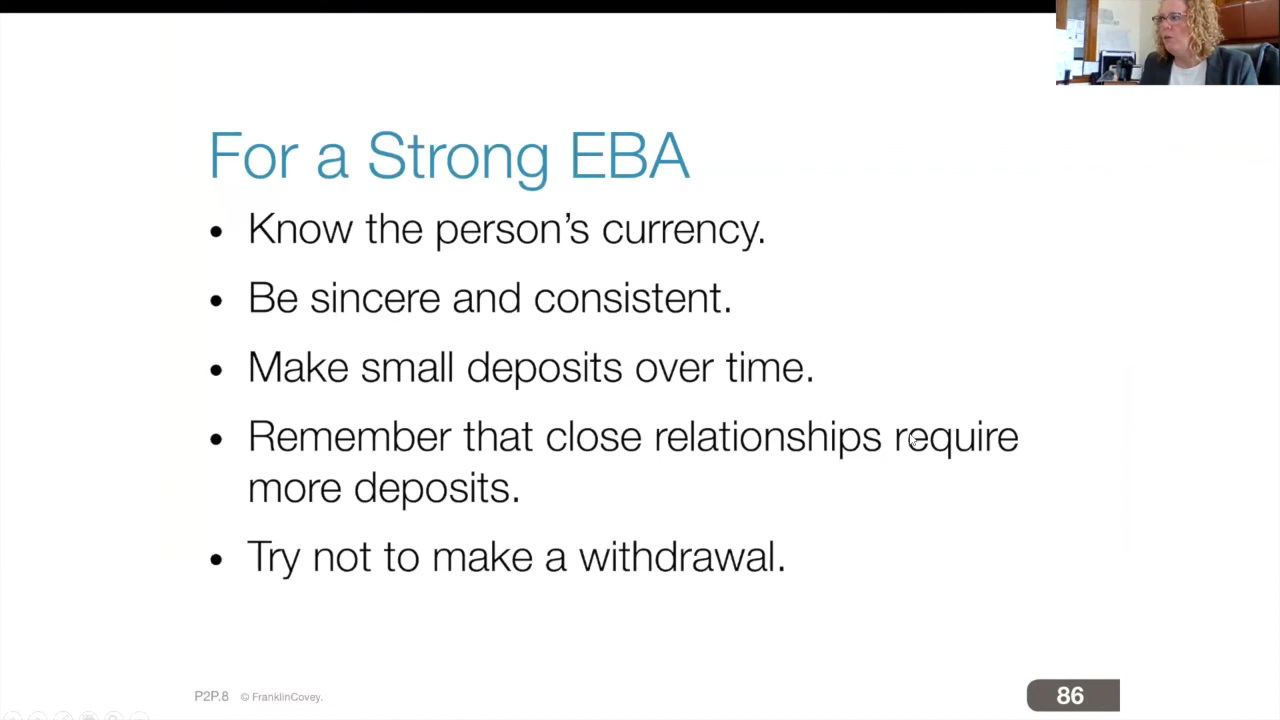 For a Strong EBA
• Know the person’s currency.
• Be sincere and consistent.
• Make small deposits over time.
• Remember that close relationships require
more deposits.
• Try not to make a withdrawal.
P2P.8 © FranklinCovey.
86